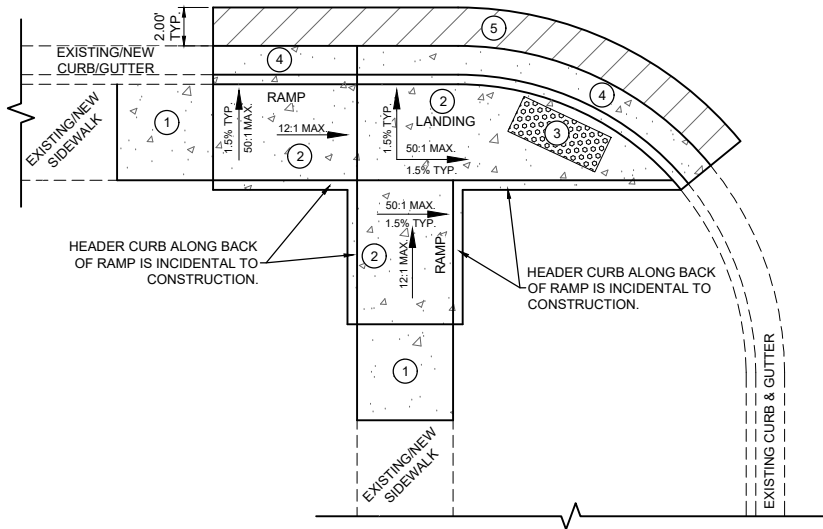 2.00'
TYP.
5
EXISTING/NEW
CURB/GUTTER
4
4
RAMP
2
LANDING
1
1.5% TYP.
50:1 MAX.
12:1 MAX.
2
1.5% TYP.
50:1 MAX.
1.5% TYP.
3
EXISTING/NEW
SIDEWALK
50:1 MAX.
1.5% TYP.
HEADER CURB ALONG BACK
OF RAMP IS INCIDENTAL TO
CONSTRUCTION.
2
12:1 MAX.
RAMP
HEADER CURB ALONG BACK
OF RAMP IS INCIDENTAL TO
CONSTRUCTION.
1
EXISTING/NEW
SIDEWALK
EXISTING CURB & GUTTER